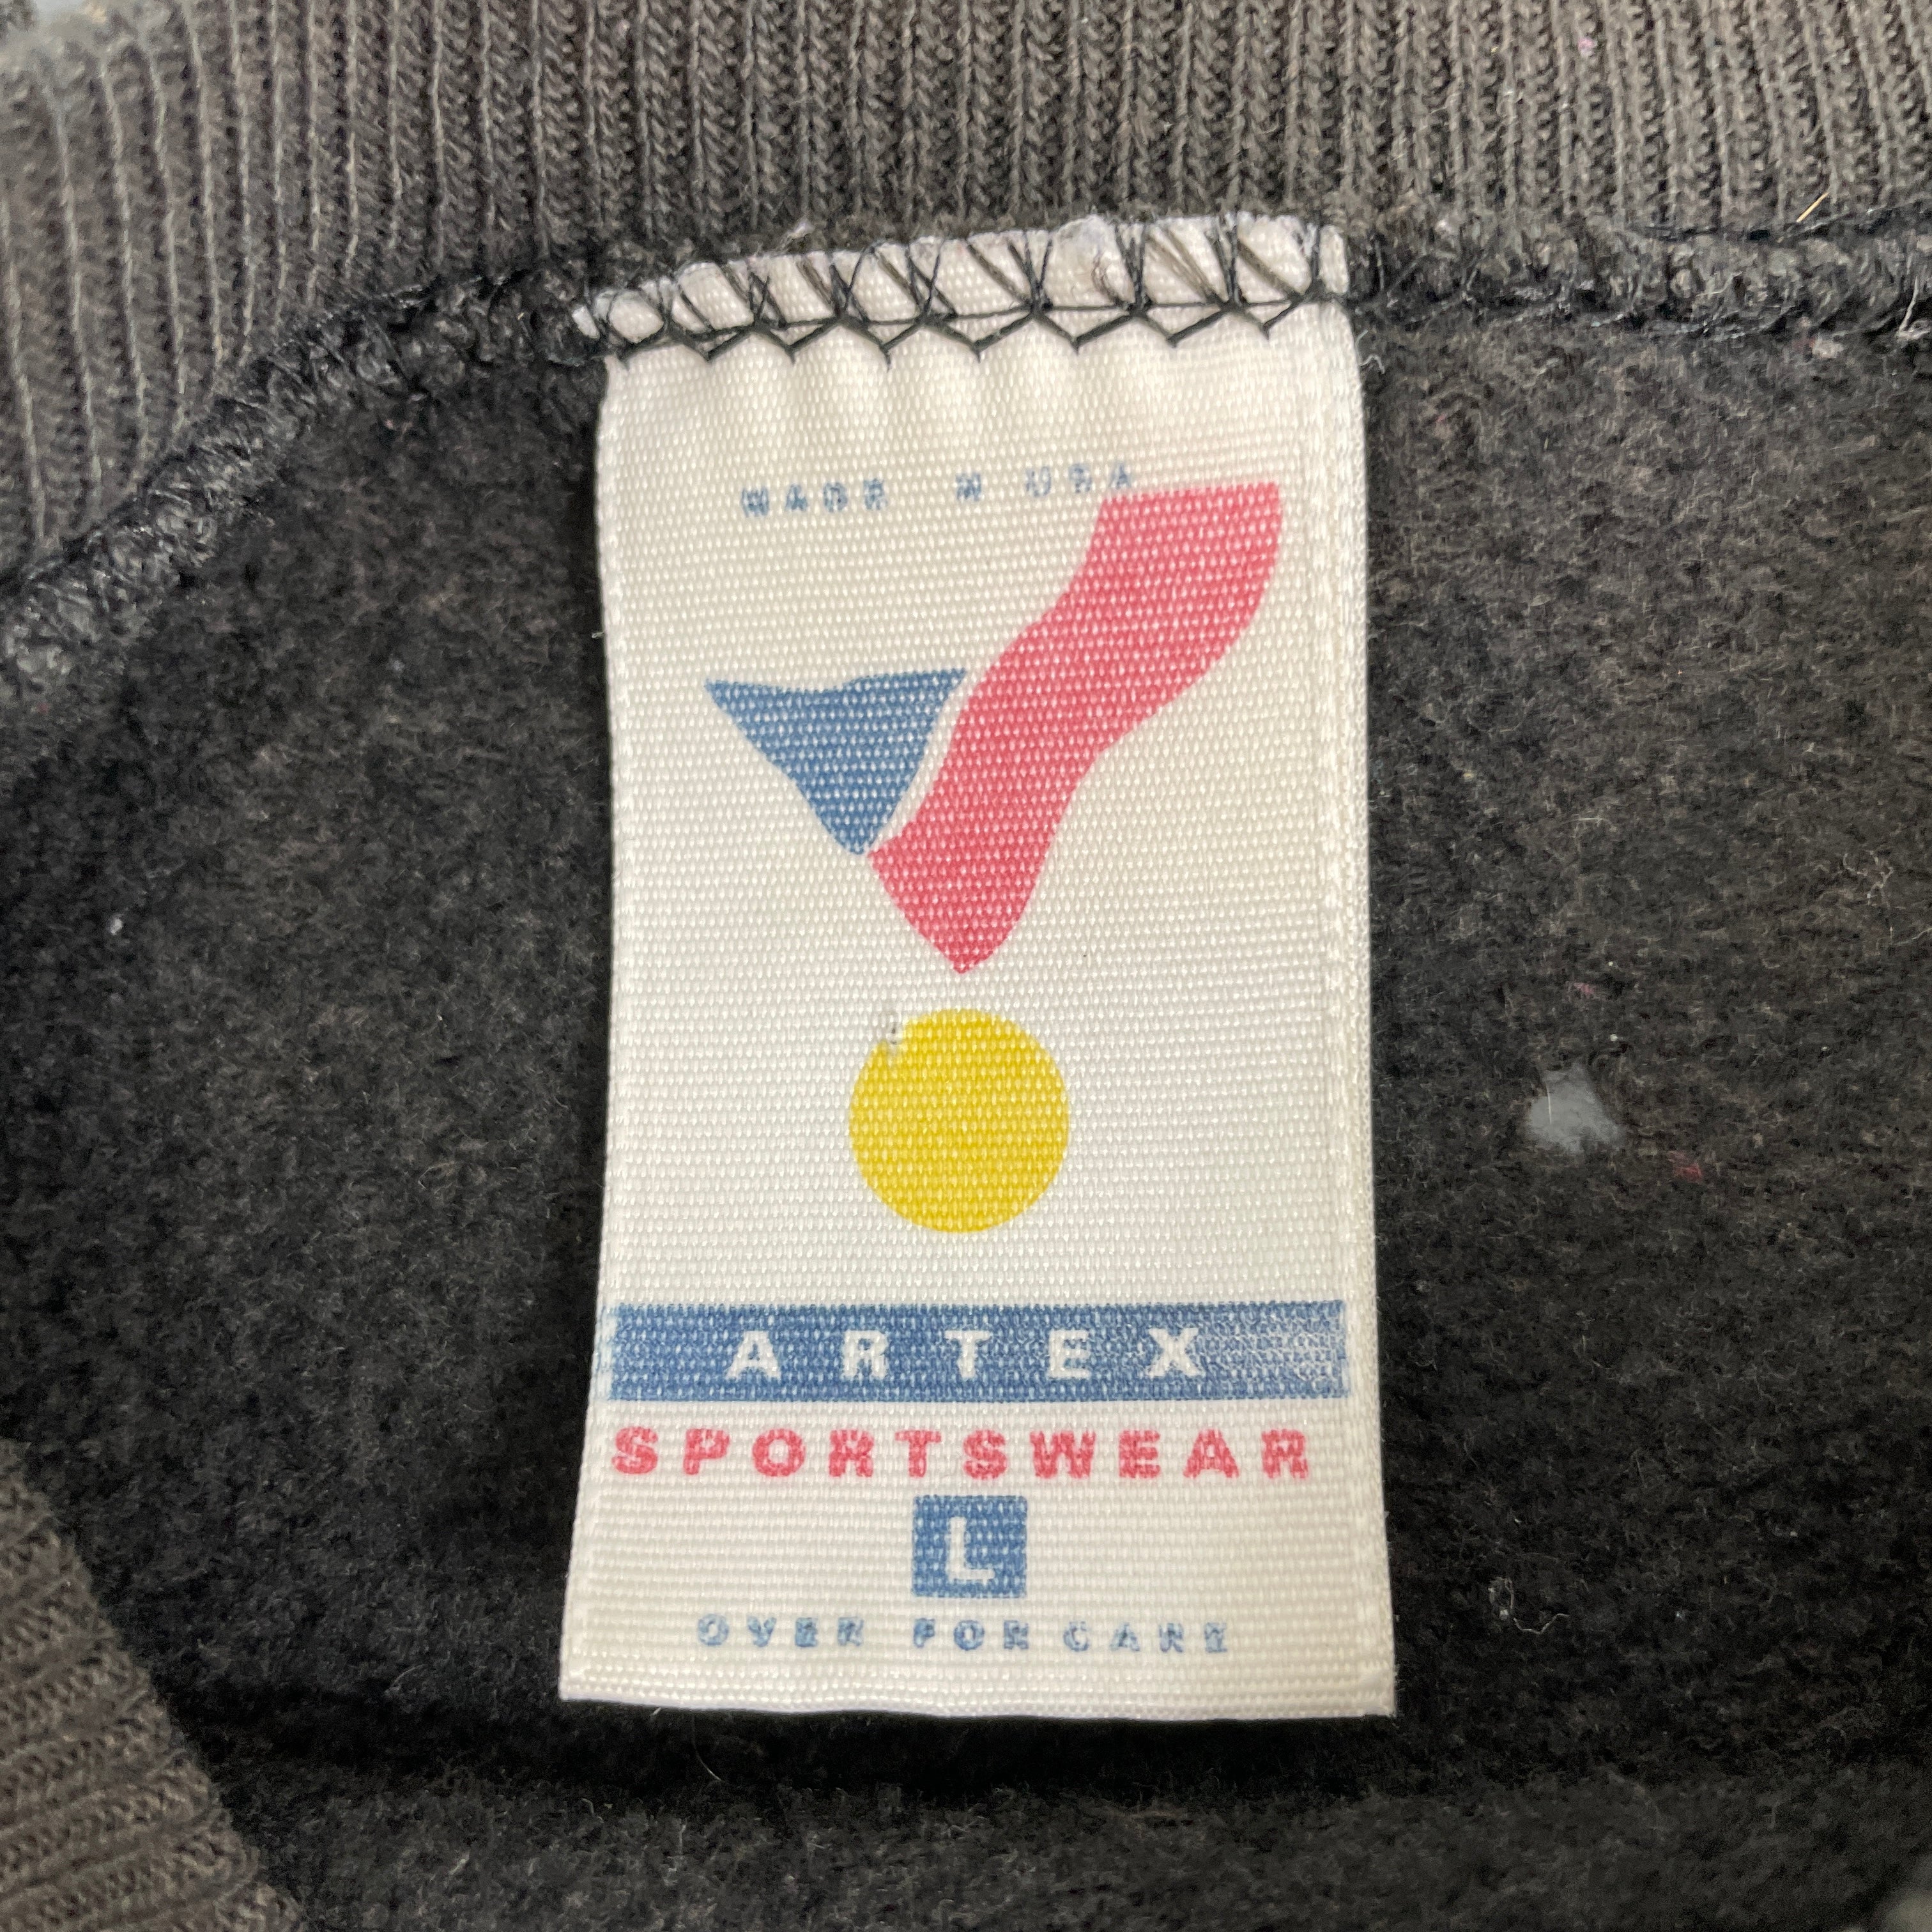 MADE IN USA
ARTEX
SPORTSWEAR
L
OVER FOR CARE